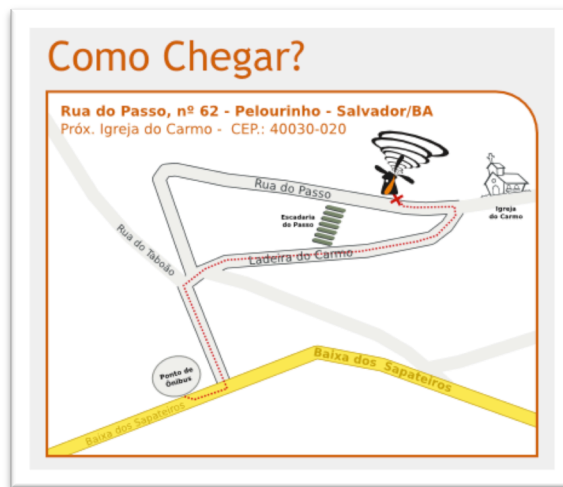 Como Chegar?
Rua do Passo, nº 62 - Pelourinho - Salvador/BA
Próx. Igreja do Carmo - CEP.: 40030-020
Rua do Passo
Igreja
do Carmo
Escadaria
do Passo
Rua do Taboão
Ladeira do Carmo
Ponto de
Ônibus
Baixa dos Sapateiros
Baixa dos Sapateiros